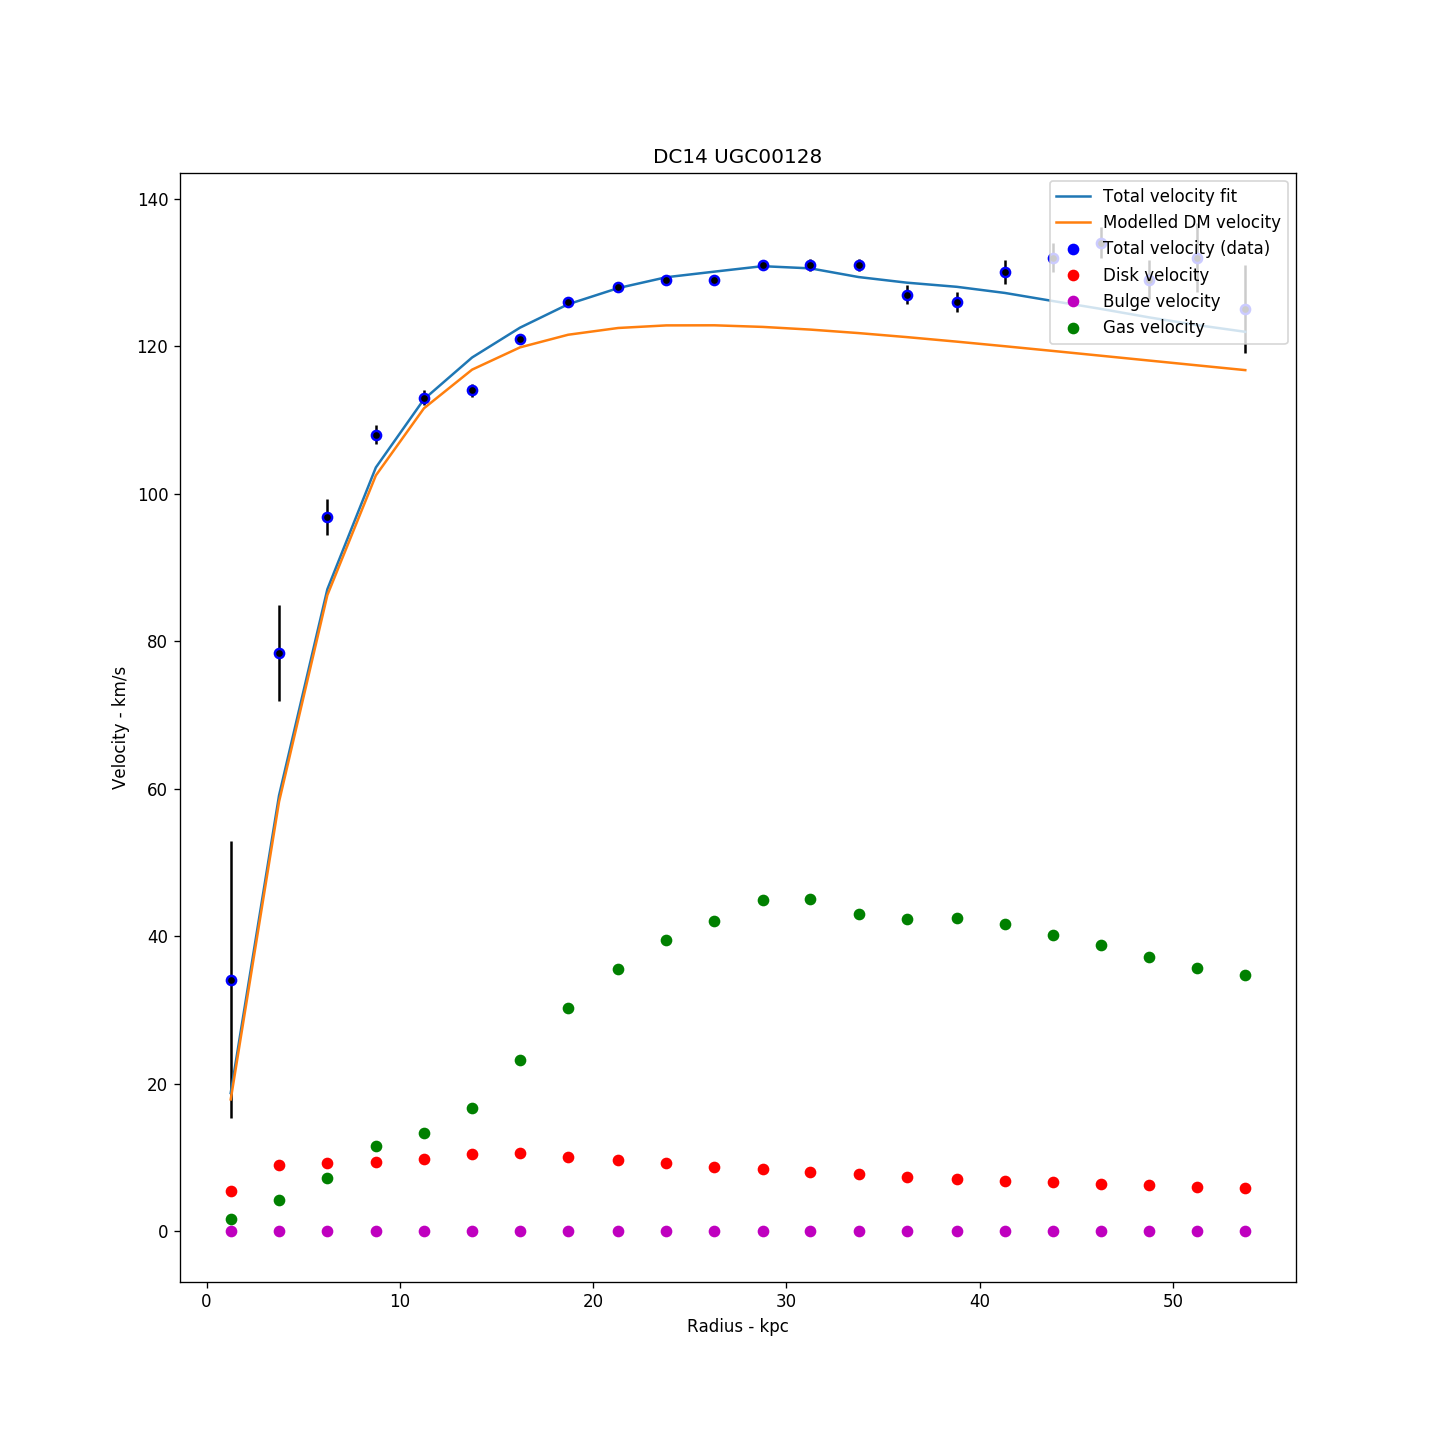 DC14 UGC00128
140
120
100
80
60
40
20
0
Velocity - km/s
Total velocity fit
Modelled DM velocity
Total velocity (data)
Disk velocity
Bulge velocity
Gas velocity
0 10 20 30 40 50
Radius - kpc